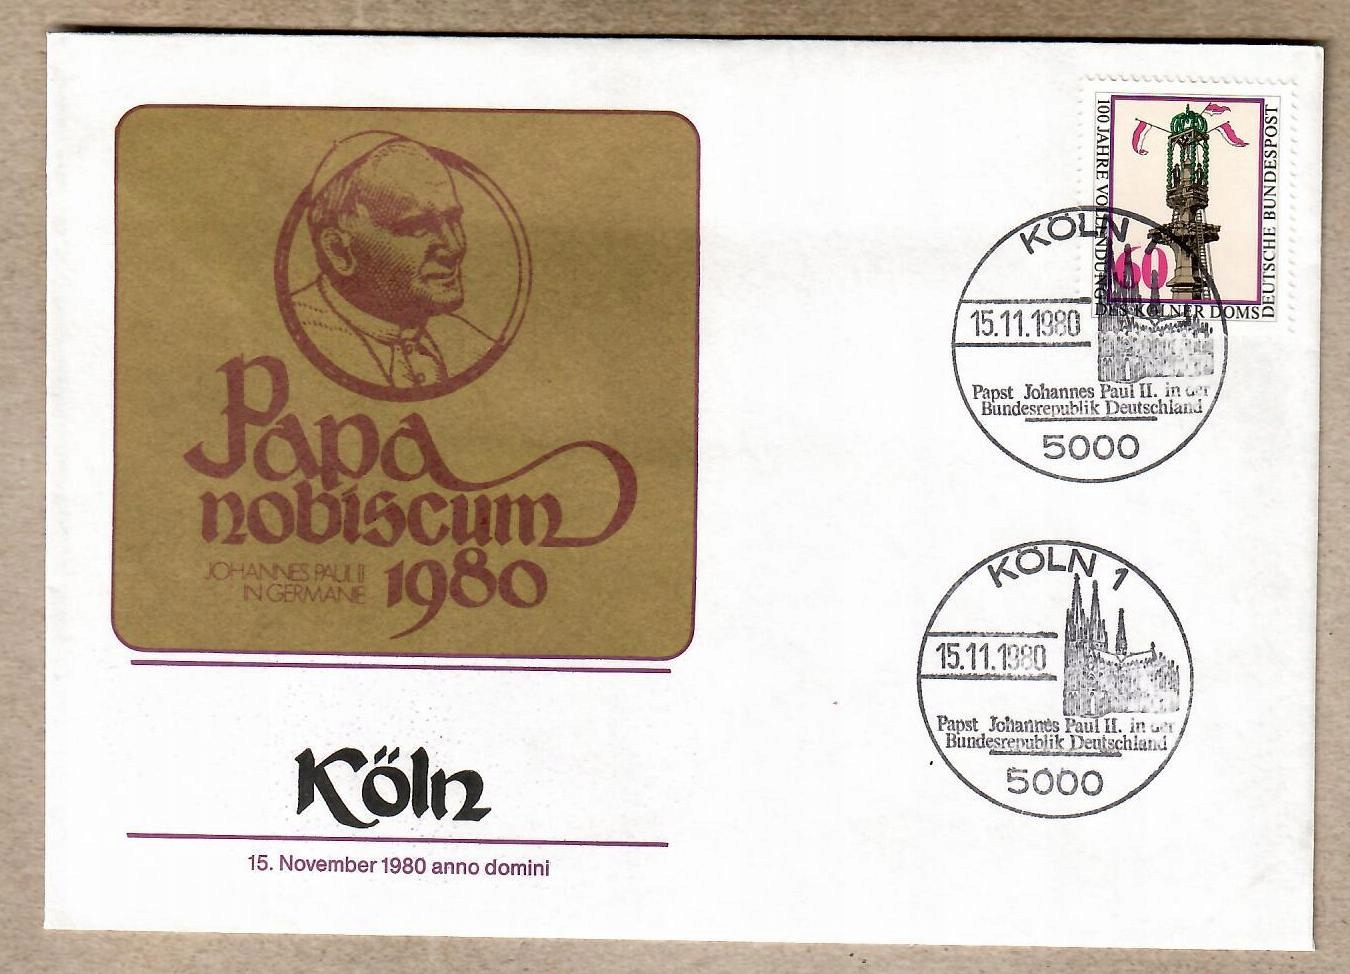 Papa
nobiscum
JOHANNES PAUL II
IN GERMANIE
1980
Köln
15. November 1980 anno domini
100 JAHRE VOLLENDUNG
DES KÖLNER DOMS
DEUTSCHE BUNDESPOST
60
KÖLN 1
15.11.1980
Papst Johannes Paul II. in der
Bundesrepublik Deutschland
5000
KÖLN 1
15.11.1980
Papst Johannes Paul II. in der
Bundesrepublik Deutschland
5000